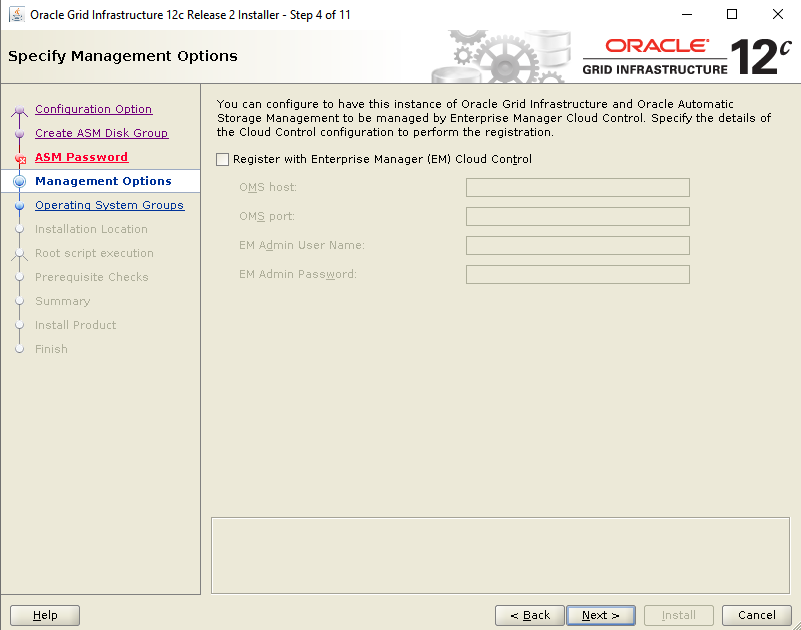 Oracle Grid Infrastructure 12c Release 2 Installer - Step 4 of 11
Specify Management Options
ORACLE®
GRID INFRASTRUCTURE 12c
Configuration Option
Create ASM Disk Group
ASM Password
Management Options
Operating System Groups
Installation Location
Root script execution
Prerequisite Checks
Summary
Install Product
Finish
You can configure to have this instance of Oracle Grid Infrastructure and Oracle Automatic
Storage Management to be managed by Enterprise Manager Cloud Control. Specify the details of
the Cloud Control configuration to perform the registration.
Register with Enterprise Manager (EM) Cloud Control
OMS host:
OMS port:
EM Admin User Name:
EM Admin Password:
Help
< Back
Next >
Install
Cancel